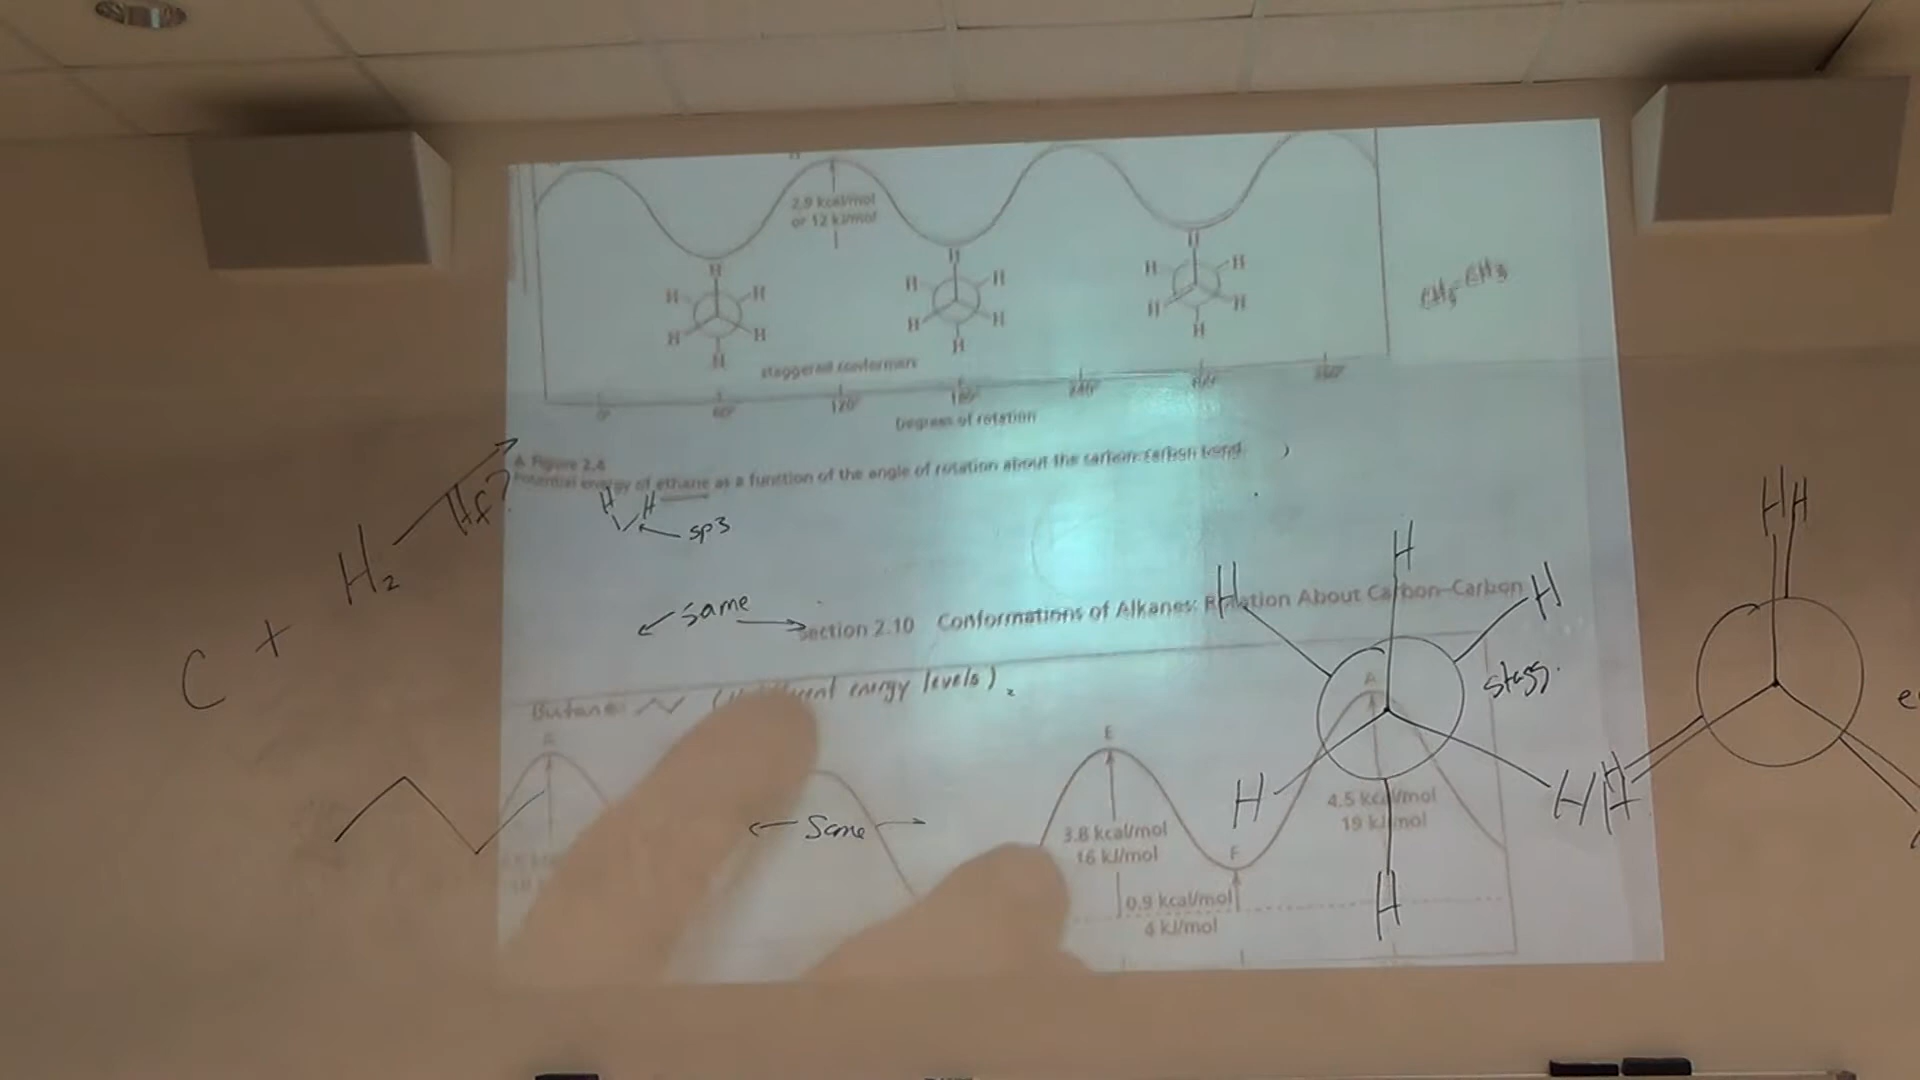 2.9 kcal/mol
or 12 kJ/mol
H H H
H H H H H H
H H H H H H
H H H
staggered conformers
0° 60° 120° 180° 240° 360°
Degrees of rotation
CH3 CH3
Figure 2.
Potential energy of ethane as a function of the angle of rotation about the carbon-carbon bond.
Hf?
H H
sp3
C + H2
Same
Section 2.10 Conformations of Alkanes: Rotation About Carbon–Carbon
H H H
HH
stagg.
Butane: energy levels)
A E A
Same
3.8 kcal/mol
16 kJ/mol
F
4.5 kcal/mol
19 kJ/mol
0.9 kcal/mol
4 kJ/mol
H H H
H
H